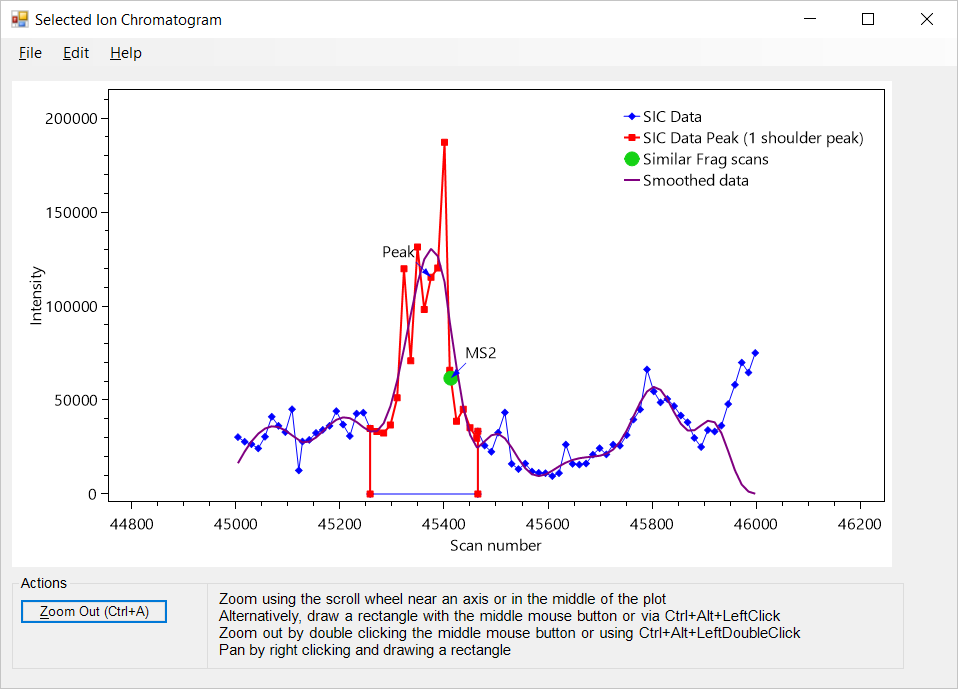 Selected Ion Chromatogram
File Edit Help
200000
150000
100000
50000
0
Intensity
SIC Data
SIC Data Peak (1 shoulder peak)
Similar Frag scans
Smoothed data
Peak
MS2
44800 45000 45200 45400 45600 45800 46000 46200
Scan number
Actions
Zoom Out (Ctrl+A)
Zoom using the scroll wheel near an axis or in the middle of the plot
Alternatively, draw a rectangle with the middle mouse button or via Ctrl+Alt+LeftClick
Zoom out by double clicking the middle mouse button or using Ctrl+Alt+LeftDoubleClick
Pan by right clicking and drawing a rectangle